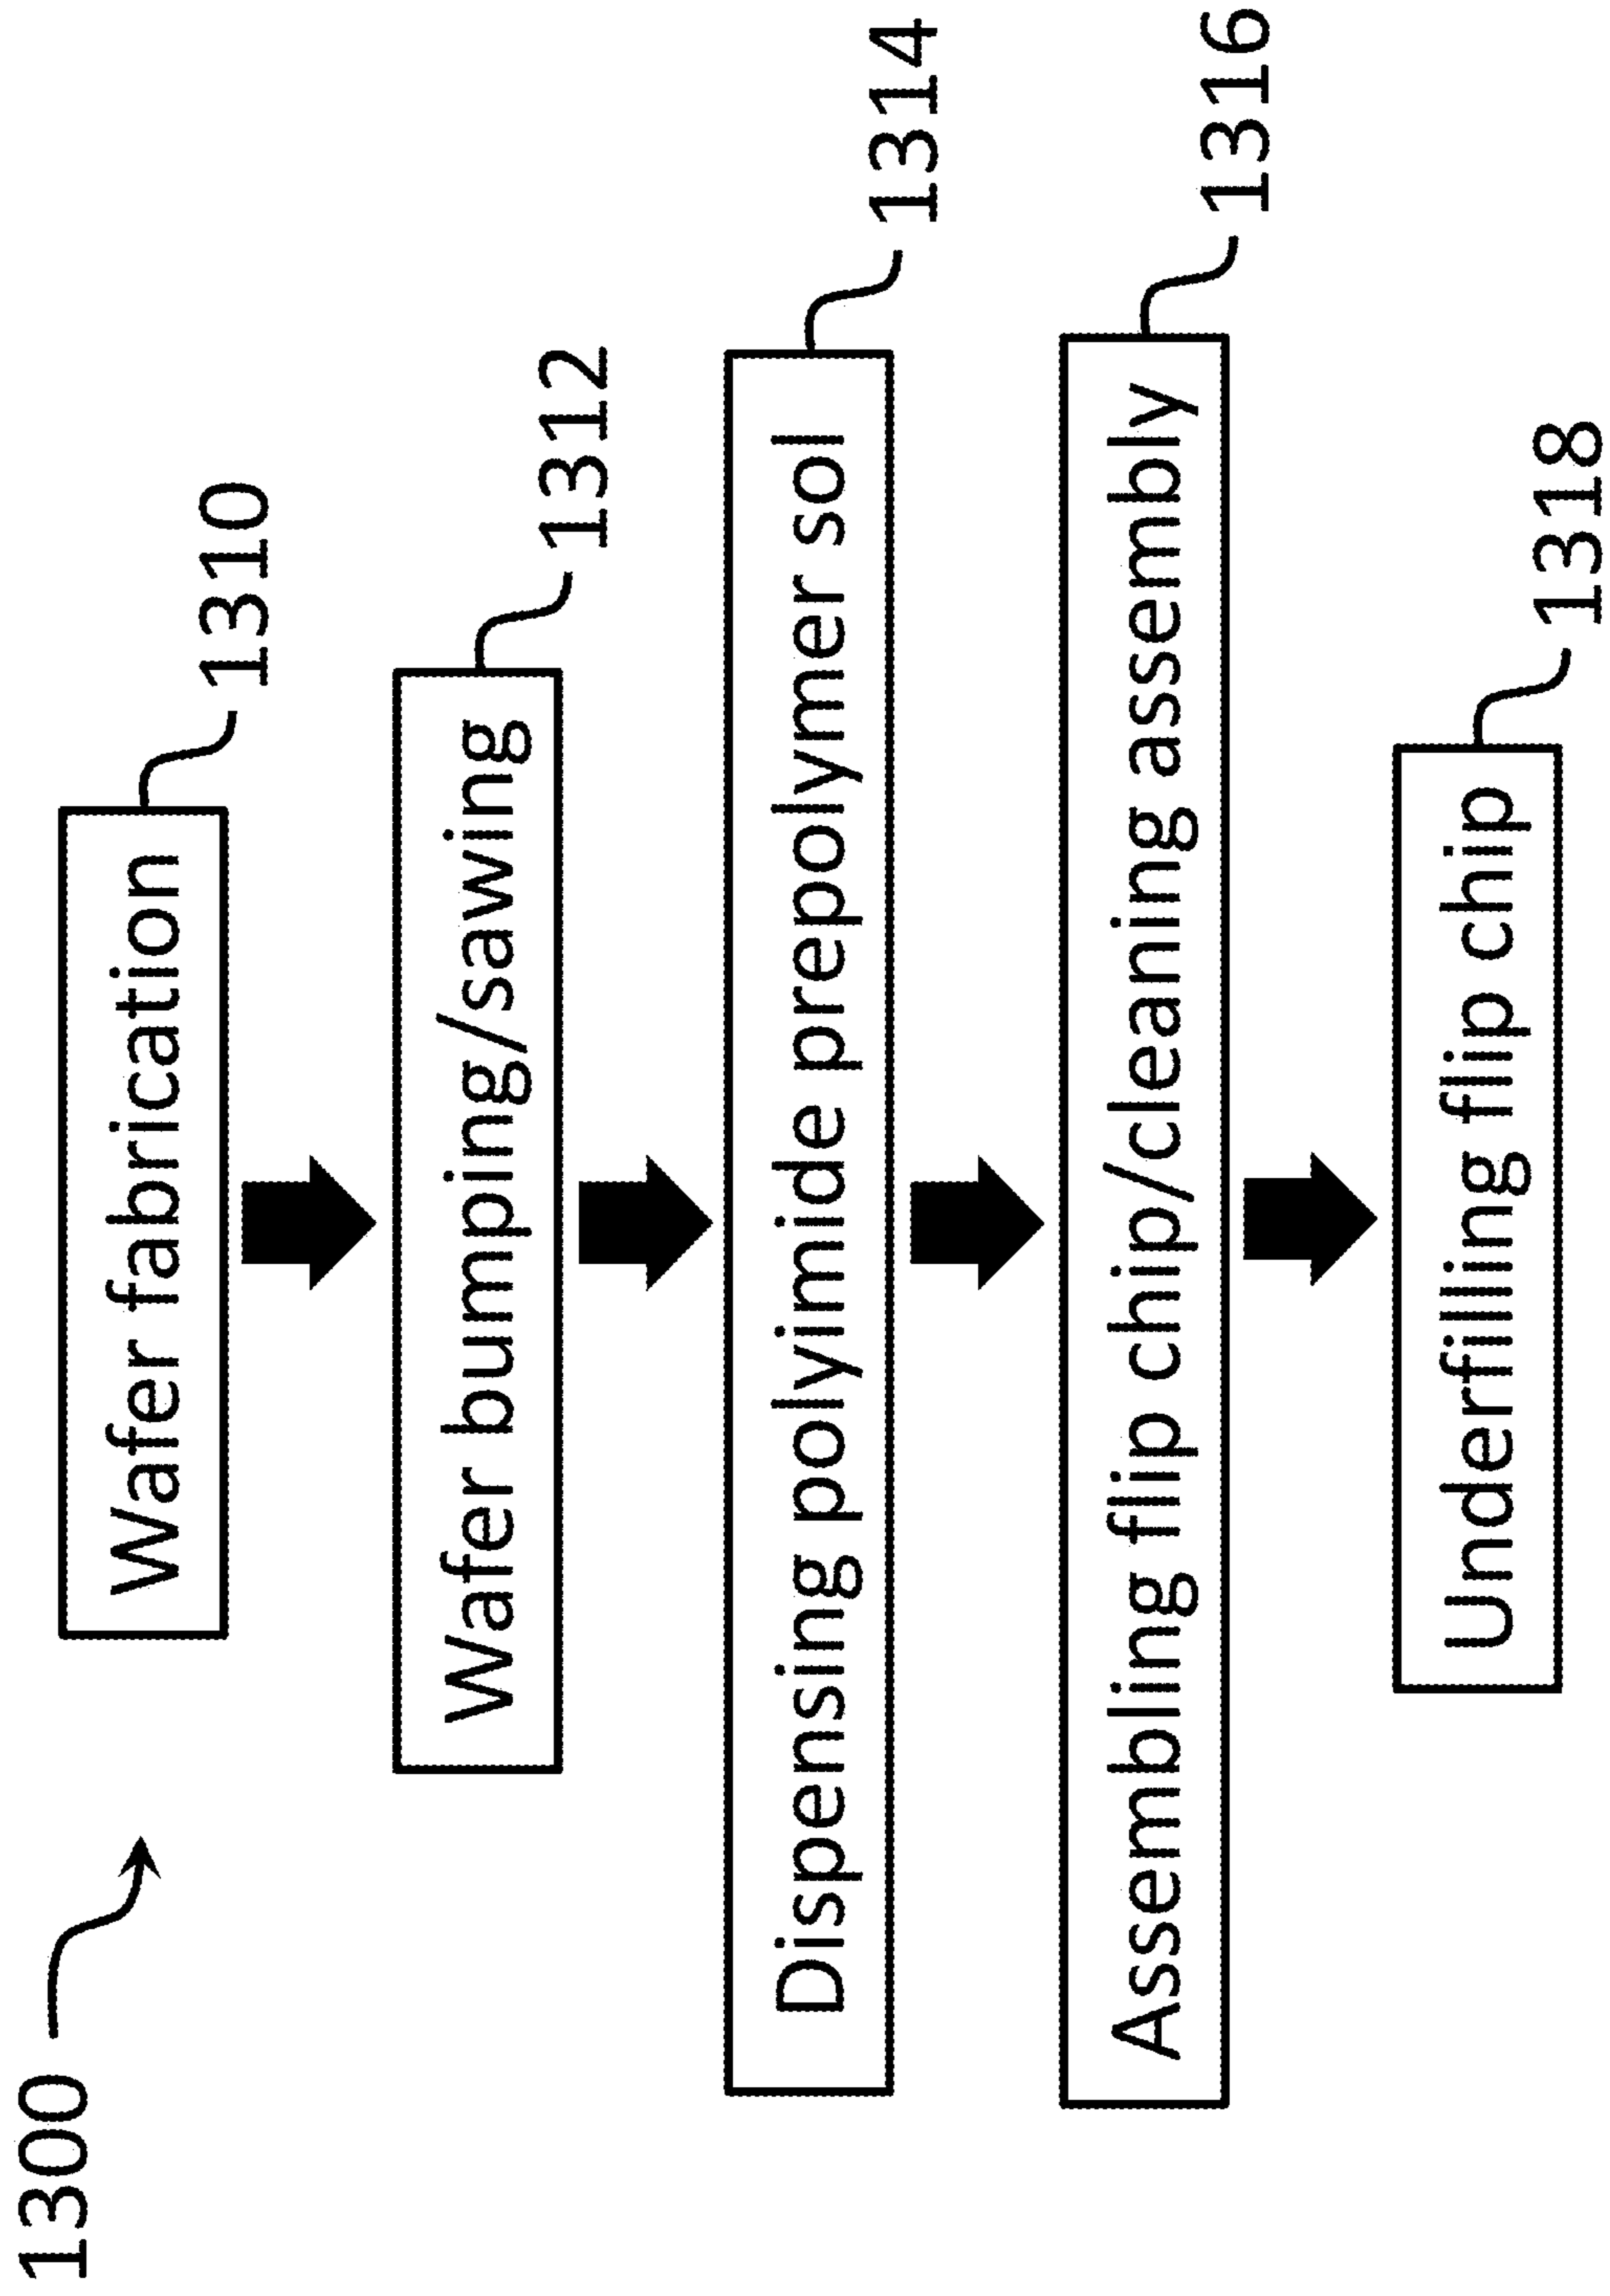 1300
Wafer fabrication
1310
Wafer bumping/sawing
1312
Dispensing polyimide prepolymer sol
1314
Assembling flip chip/cleaning assembly
1316
Underfilling flip chip
1318